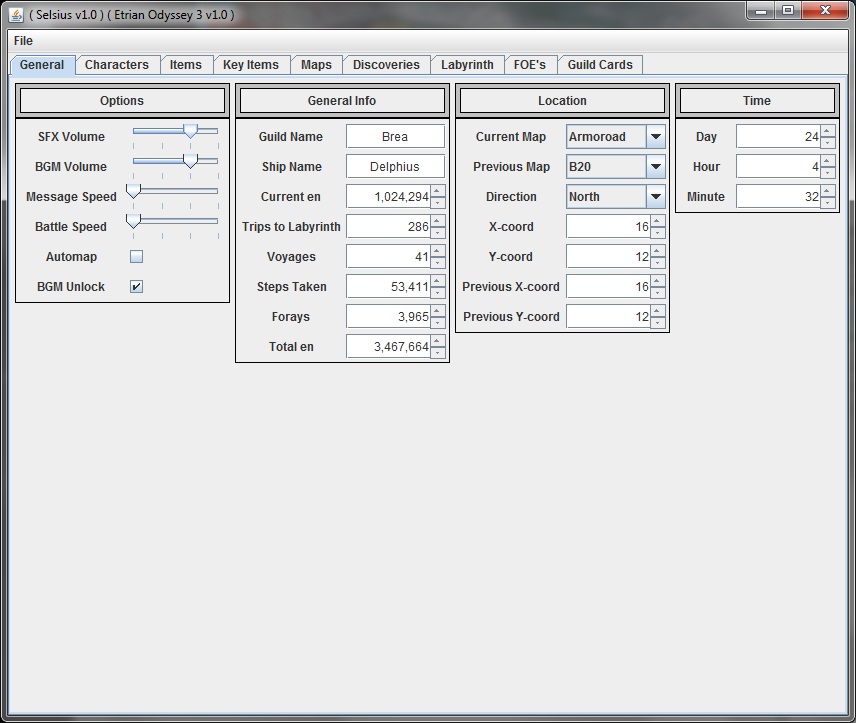 ( Selsius v1.0 ) ( Etrian Odyssey 3 v1.0 )
File
General Characters Items Key Items Maps Discoveries Labyrinth FOE's Guild Cards
Options
SFX Volume
BGM Volume
Message Speed
Battle Speed
Automap
BGM Unlock
General Info
Guild Name Brea
Ship Name Delphius
Current en 1,024,294
Trips to Labyrinth 286
Voyages 41
Steps Taken 53,411
Forays 3,965
Total en 3,467,664
Location
Current Map Armoroad
Previous Map B20
Direction North
X-coord 16
Y-coord 12
Previous X-coord 16
Previous Y-coord 12
Time
Day 24
Hour 4
Minute 32